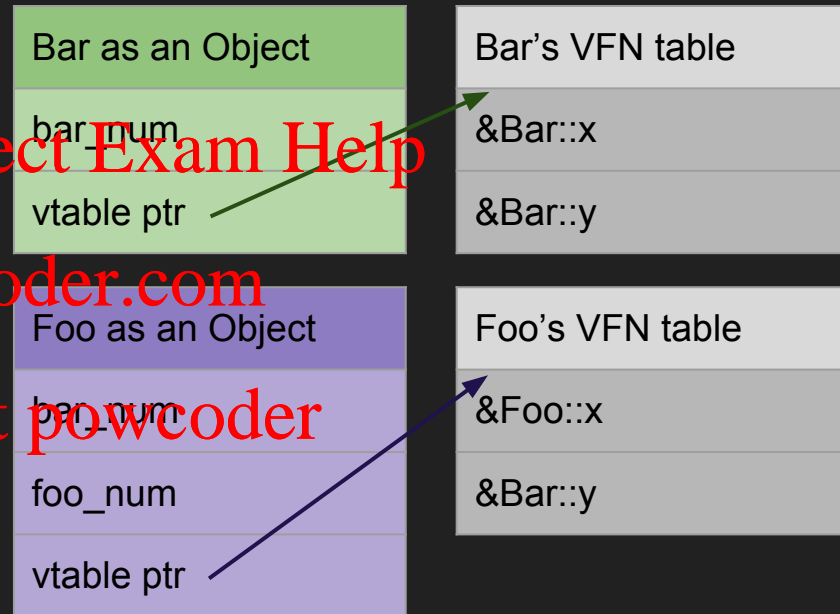 Bar as an Object
bar_num
vtable ptr
Bar's VFN table
&Bar::x
&Bar::y
ect Exam Help
oder.com
Foo as an Object
bar_num
foo_num
vtable ptr
Foo's VFN table
&Foo::x
&Bar::y
t powcoder